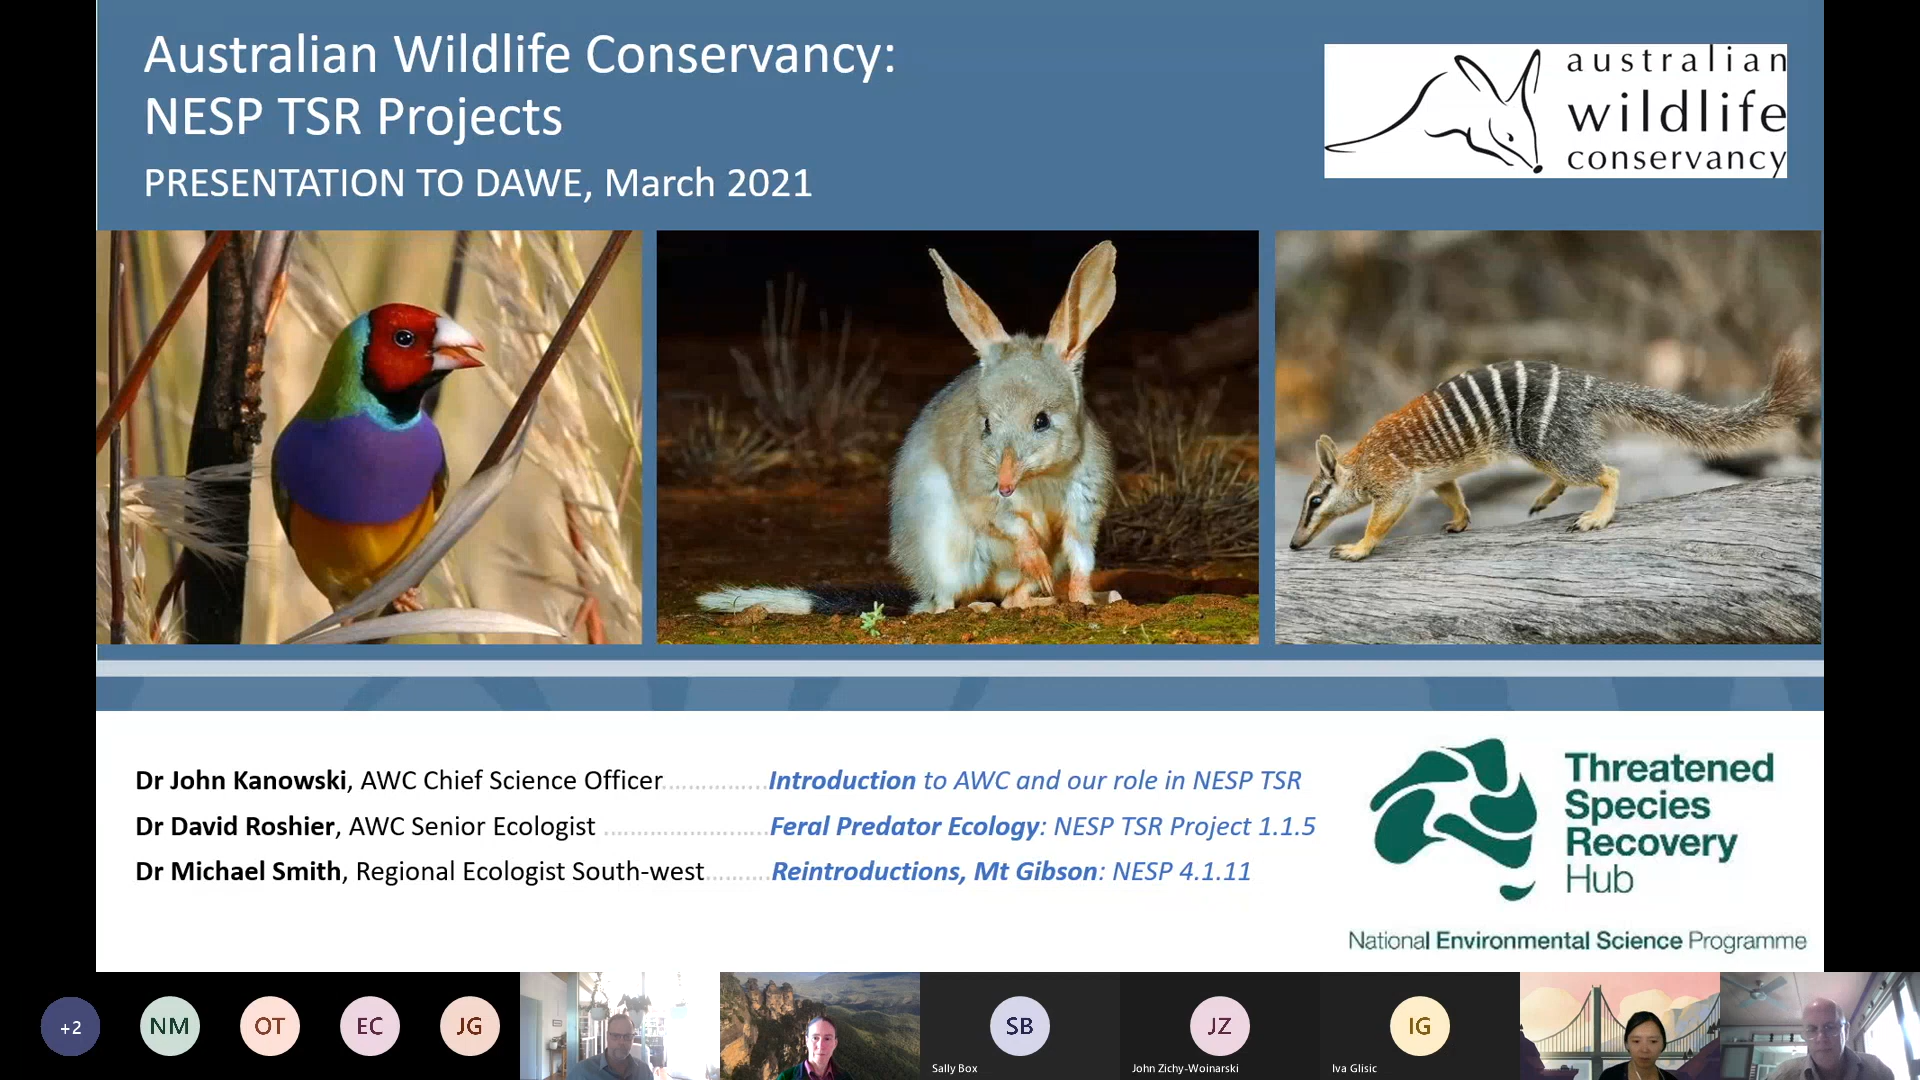 Australian Wildlife Conservancy:
NESP TSR Projects
PRESENTATION TO DAWE, March 2021
australian
wildlife
conservancy
Dr John Kanowski, AWC Chief Science Officer................Introduction to AWC and our role in NESP TSR
Dr David Roshier, AWC Senior Ecologist .........................Feral Predator Ecology: NESP TSR Project 1.1.5
Dr Michael Smith, Regional Ecologist South-west..........Reintroductions, Mt Gibson: NESP 4.1.11
Threatened
Species
Recovery
Hub
National Environmental Science Programme
+2
NM
OT
EC
JG
SB
Sally Box
JZ
John Zichy-Woinarski
IG
Iva Glisic